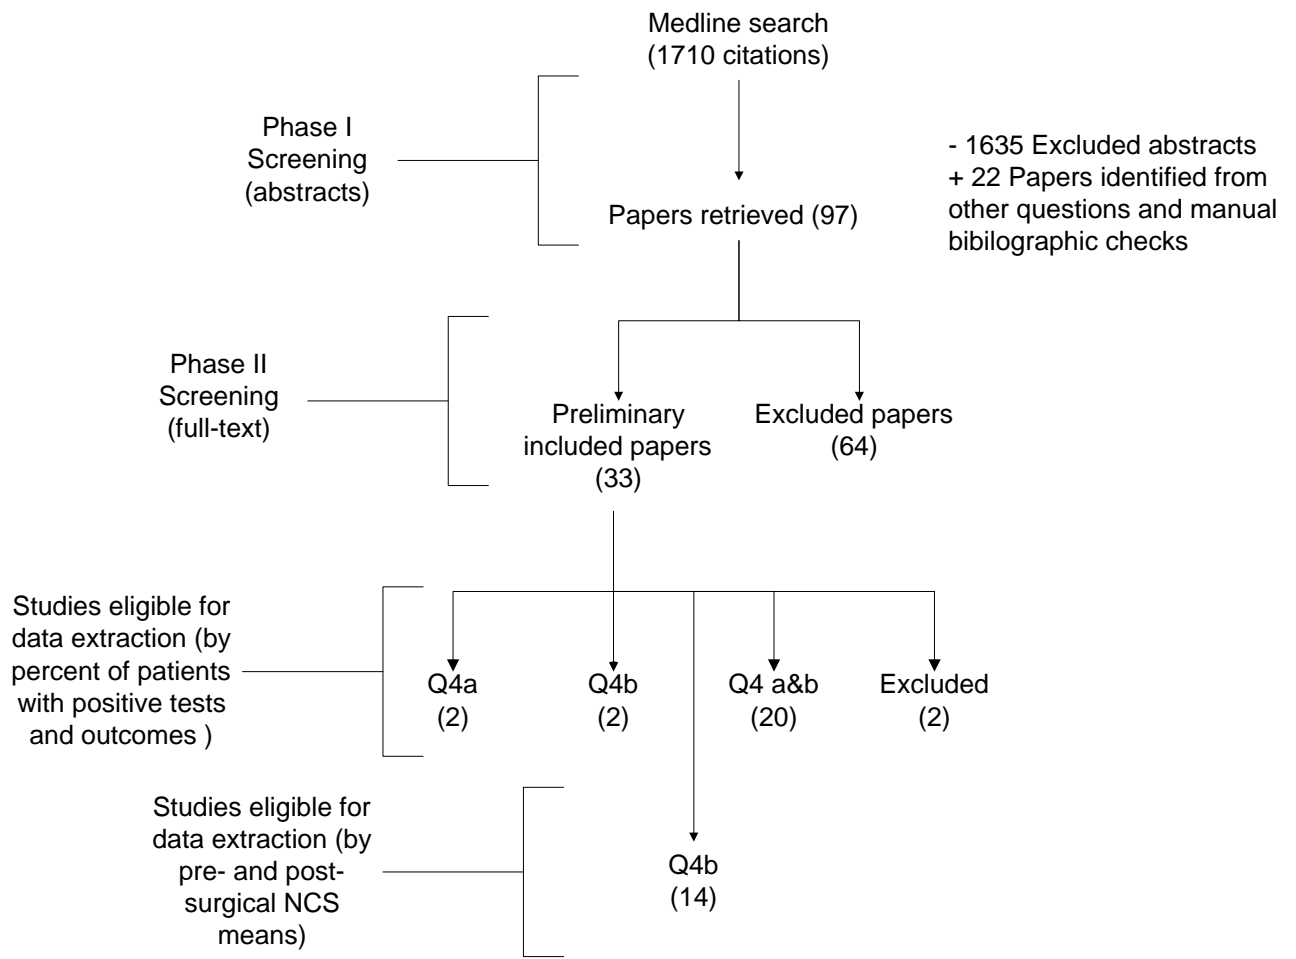 Medline search
(1710 citations)
Phase I
Screening
(abstracts)
- 1635 Excluded abstracts
+ 22 Papers identified from
other questions and manual
bibilographic checks
Papers retrieved (97)
Phase II
Screening
(full-text)
Preliminary
included papers
(33)
Excluded papers
(64)
Studies eligible for
data extraction (by
percent of patients
with positive tests
and outcomes )
Q4a
(2)
Q4b
(2)
Q4 a&b
(20)
Excluded
(2)
Studies eligible for
data extraction (by
pre- and post-
surgical NCS
means)
Q4b
(14)